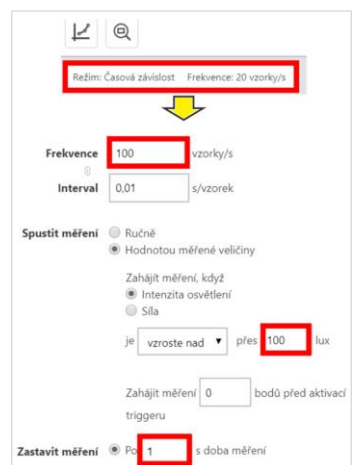 Režim: Časová závislost Frekvence: 20 vzorky/s
Frekvence 100 vzorky/s
Interval 0,01 s/vzorek
Spustit měření Ručně
Hodnotou měřené veličiny
Zahájit měření, když
Intenzita osvětlení
Síla
je vzroste nad přes 100 lux
Zahájit měření 0 bodů před aktivací
triggeru
Zastavit měření Po 1 s doba měření